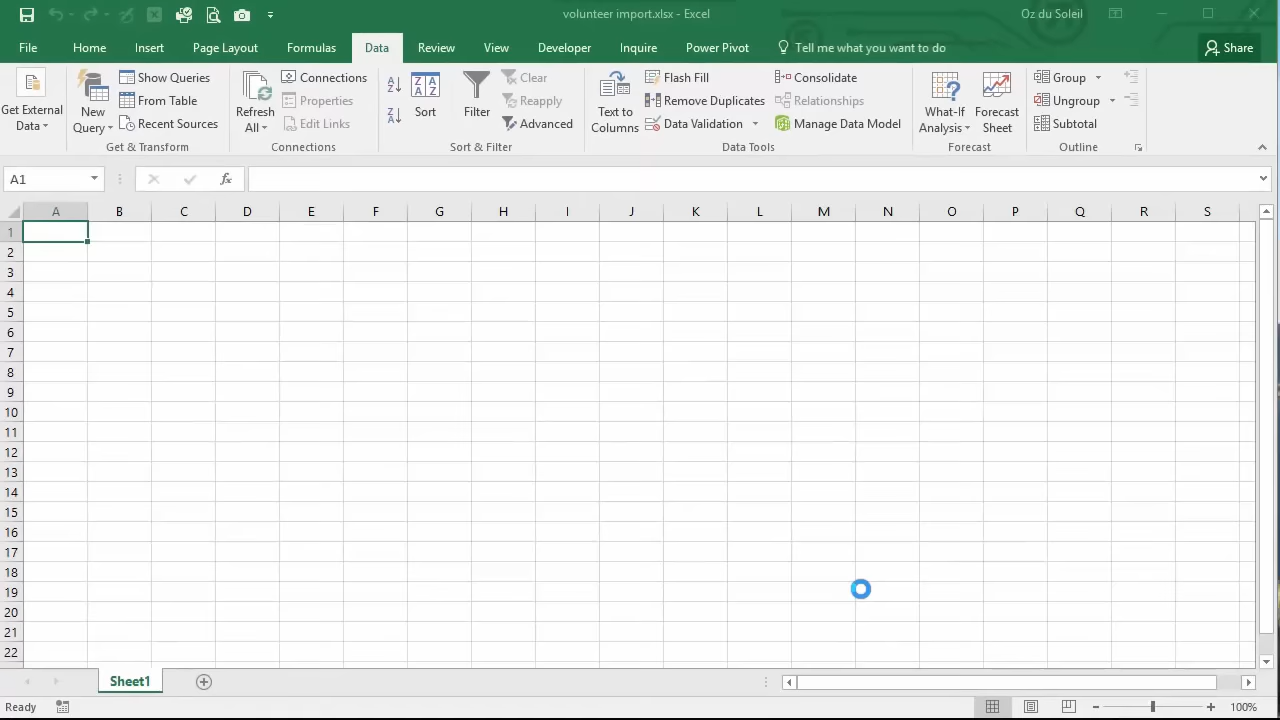 volunteer import.xlsx - Excel
Oz du Soleil
File Home Insert Page Layout Formulas Data Review View Developer Inquire Power Pivot Tell me what you want to do Share
Get External Data
New Query
Show Queries
From Table
Recent Sources
Get & Transform
Refresh All
Connections
Properties
Edit Links
Connections
A Z
Z A
Z A A Z
Sort
Filter
Clear
Reapply
Advanced
Sort & Filter
Text to Columns
Flash Fill
Remove Duplicates
Data Validation
Consolidate
Relationships
Manage Data Model
Data Tools
What-If Analysis
Forecast Sheet
Forecast
Group
Ungroup
Subtotal
Outline
A1
fx
A B C D E F G H I J K L M N O P Q R S
1
2
3
4
5
6
7
8
9
10
11
12
13
14
15
16
17
18
19
20
21
22
Sheet1
Ready
100%